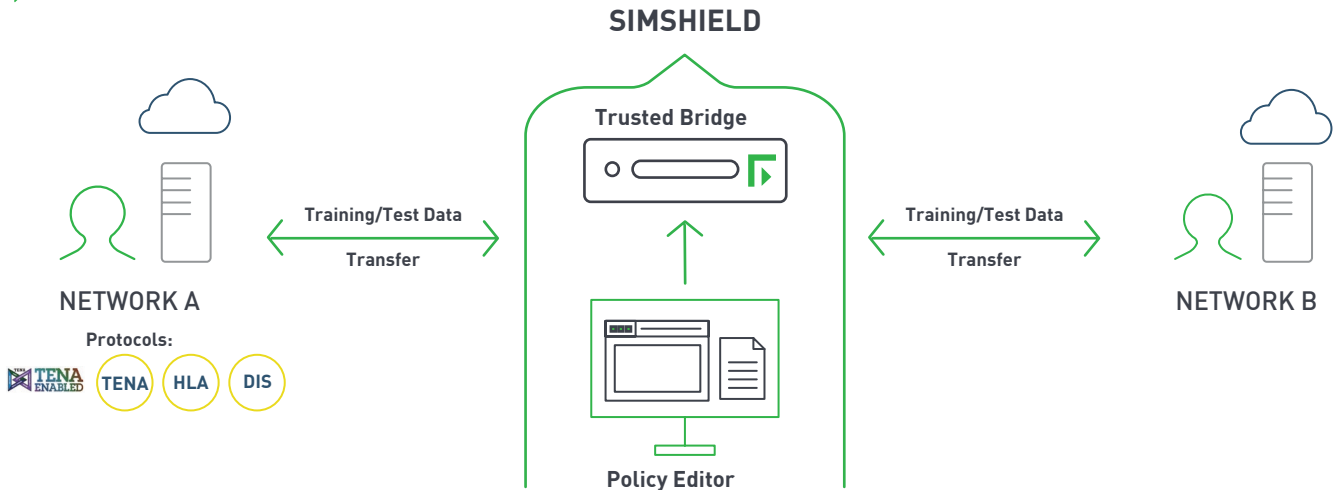 SIMSHIELD
Trusted Bridge
Training/Test Data
Transfer
Training/Test Data
Transfer
NETWORK A
NETWORK B
Protocols:
TENA
TENA
ENABLED
TENA
HLA
DIS
Policy Editor